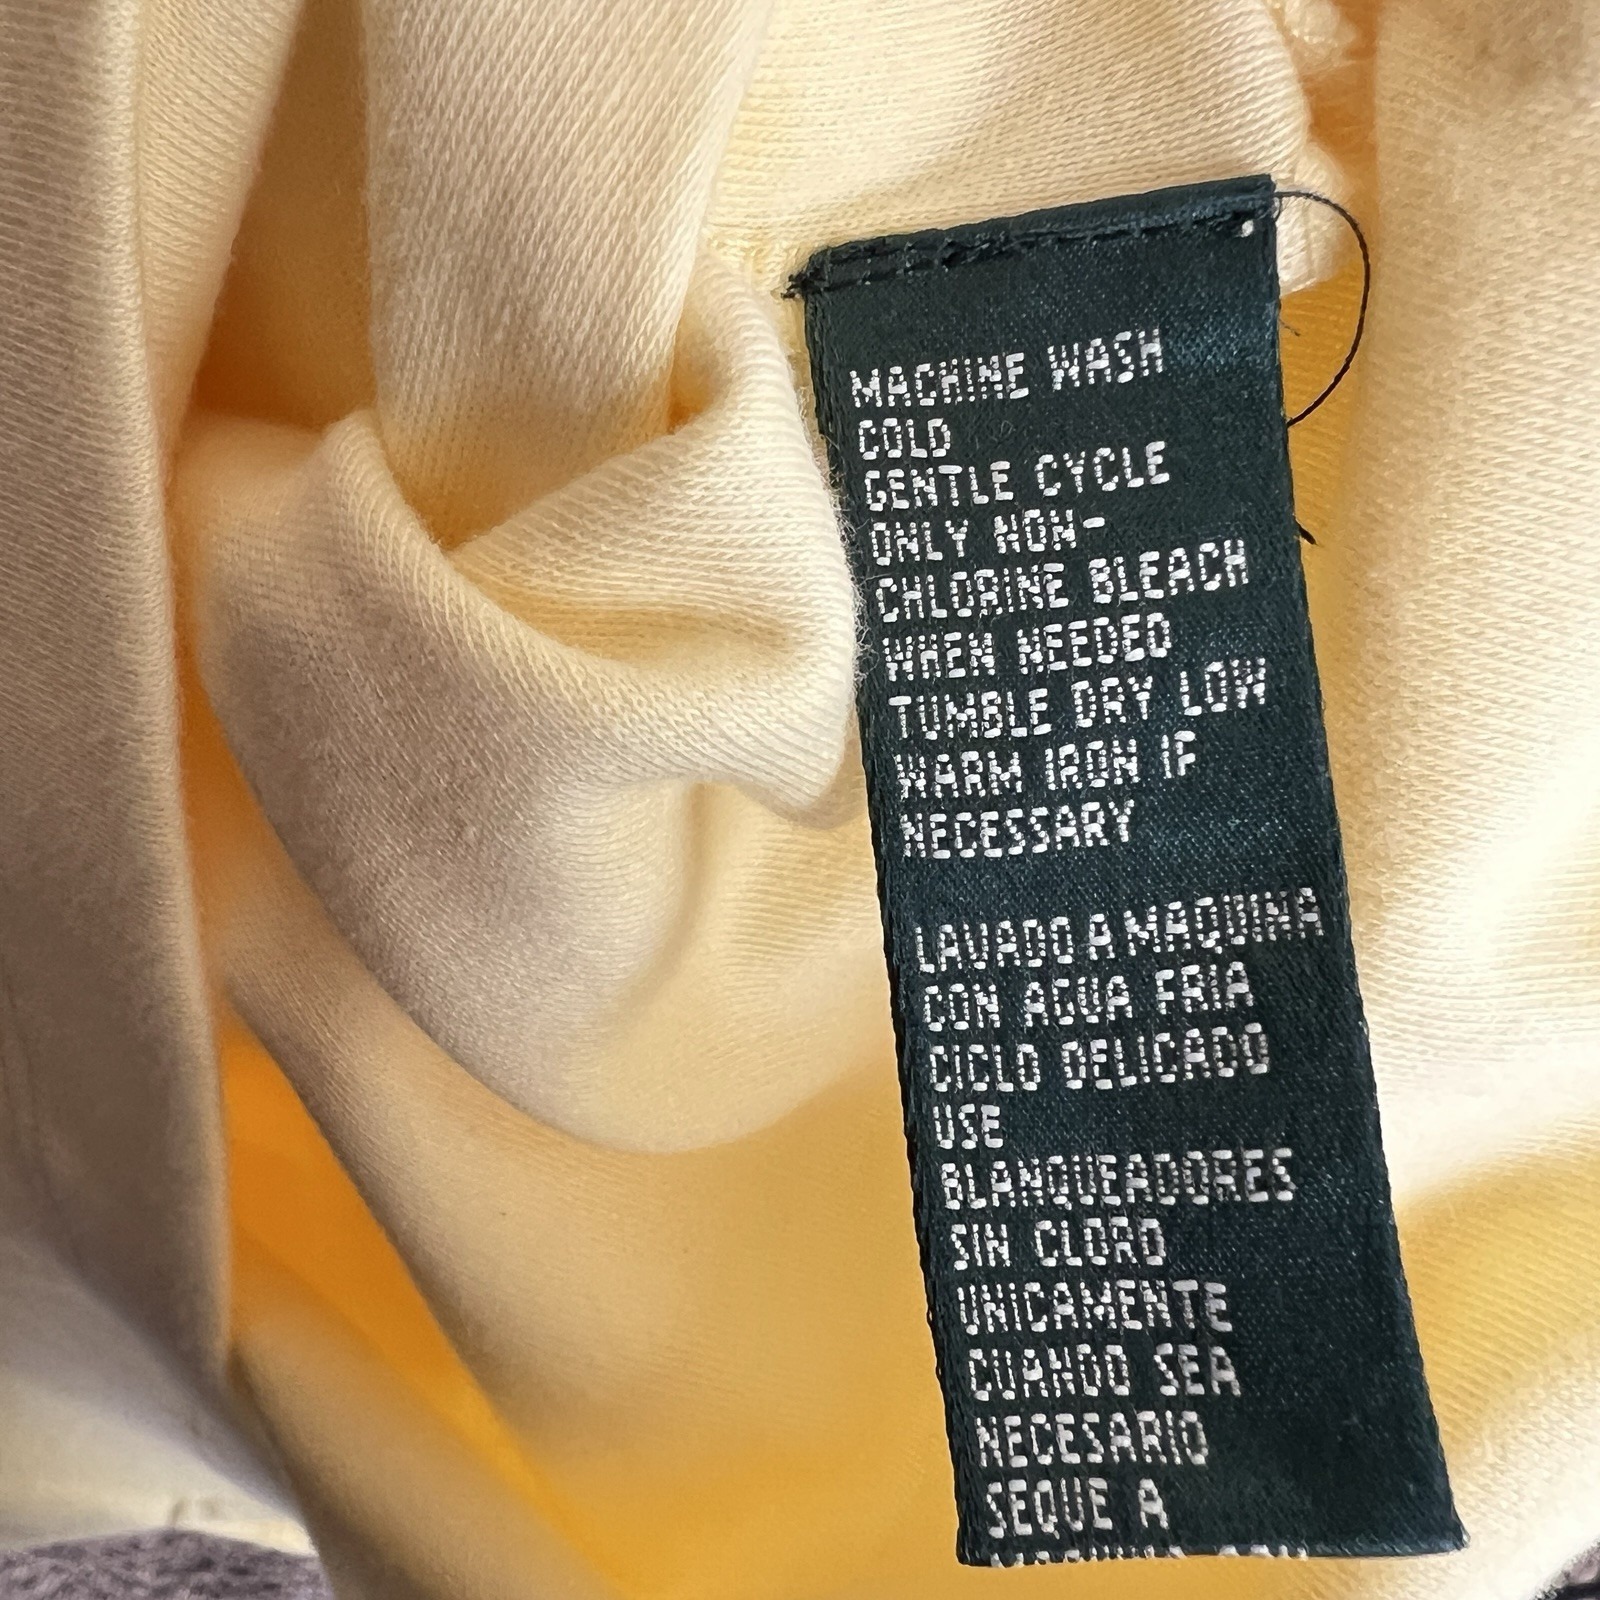 MACHINE WASH
COLD
GENTLE CYCLE
ONLY NON-
CHLORINE BLEACH
WHEN NEEDED
TUMBLE DRY LOW
WARM IRON IF
NECESSARY
LAVADO A MAQUINA
CON AGUA FRIA
CICLO DELICADO
USE
BLANQUEADORES
SIN CLORO
UNICAMENTE
CUANDO SEA
NECESARIO
SEQUE A